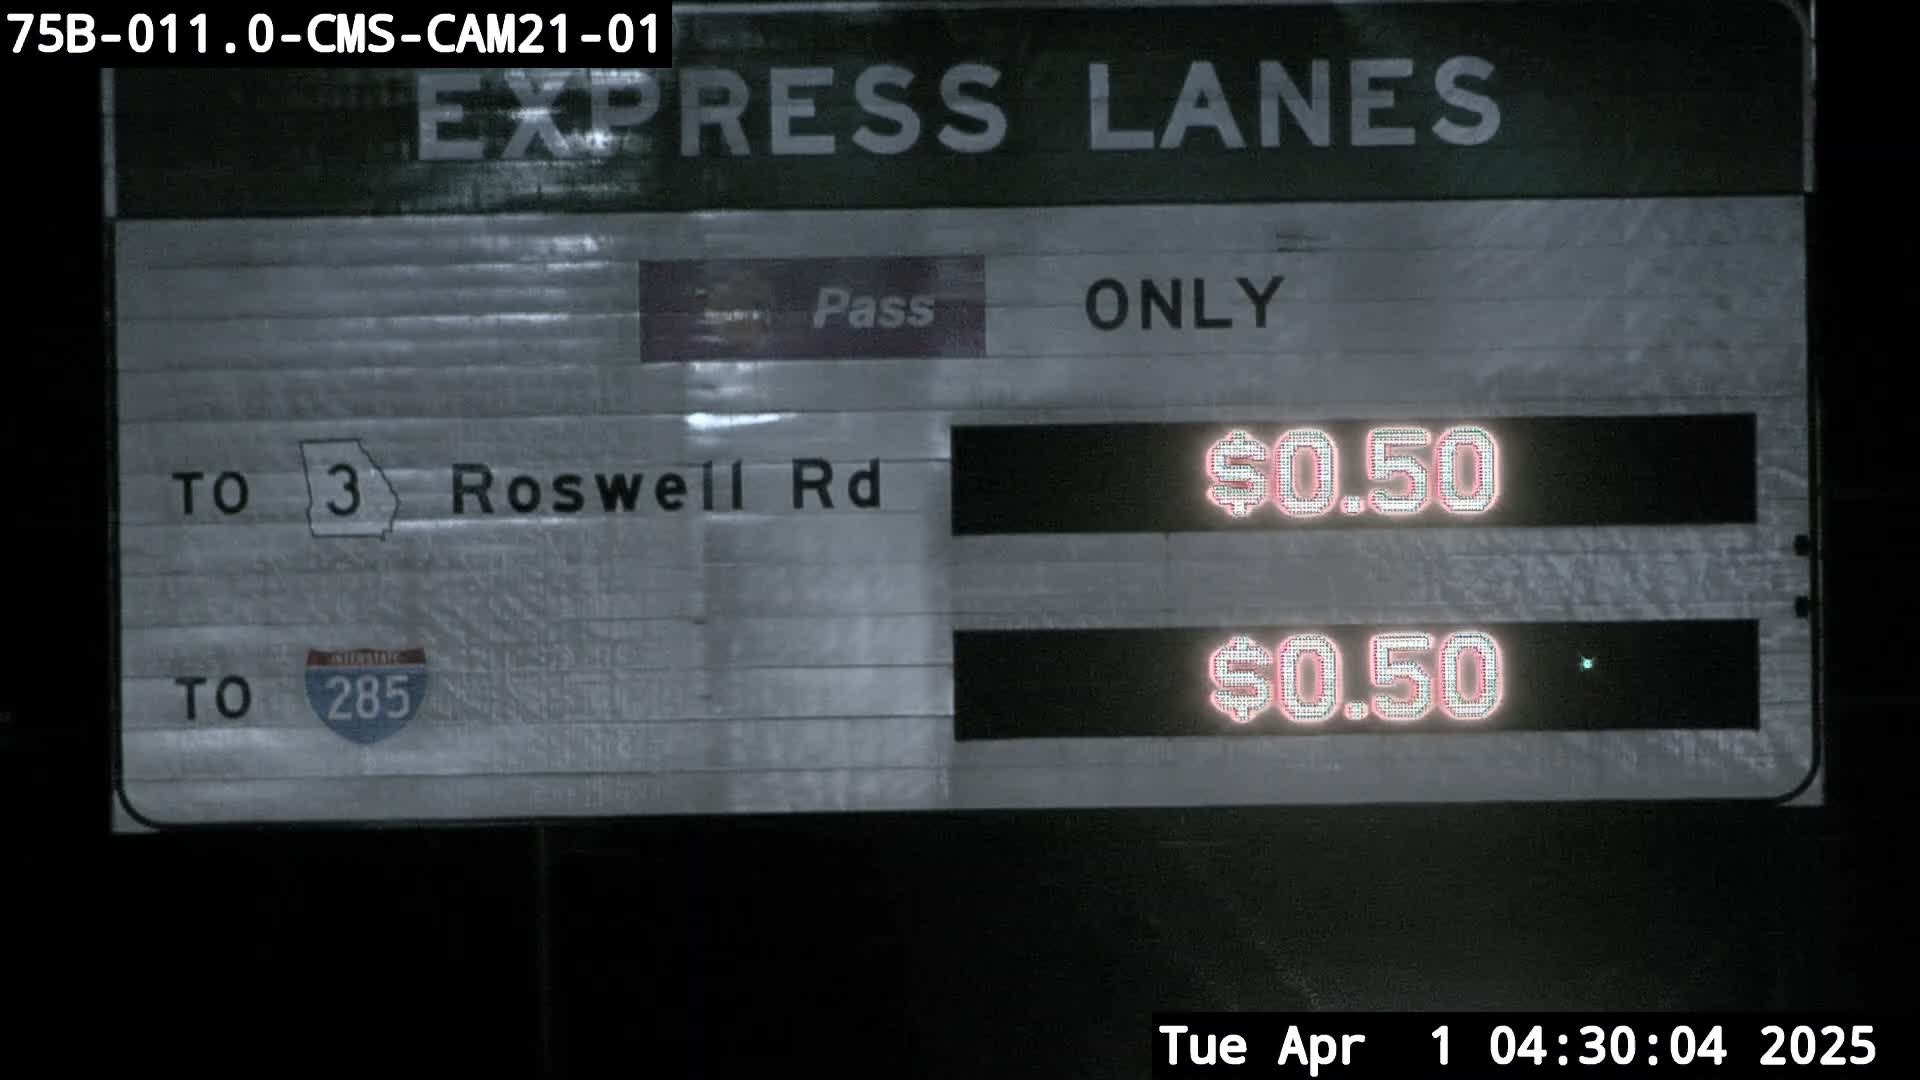 75B-011.0-CMS-CAM21-01
EXPRESS LANES
Pass ONLY
TO 3 Roswell Rd $0.50
TO INTERSTATE 285 $0.50
Tue Apr 1 04:30:04 2025